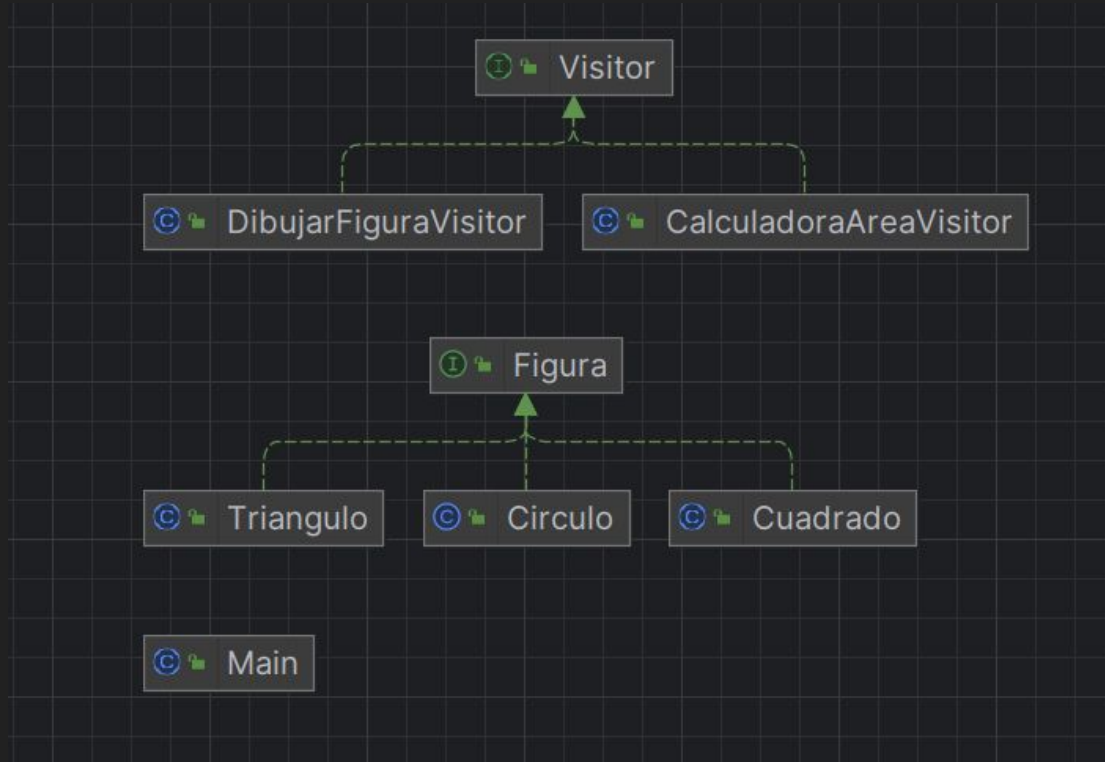 Visitor
DibujarFiguraVisitor
CalculadoraAreaVisitor
Figura
Triangulo
Circulo
Cuadrado
Main